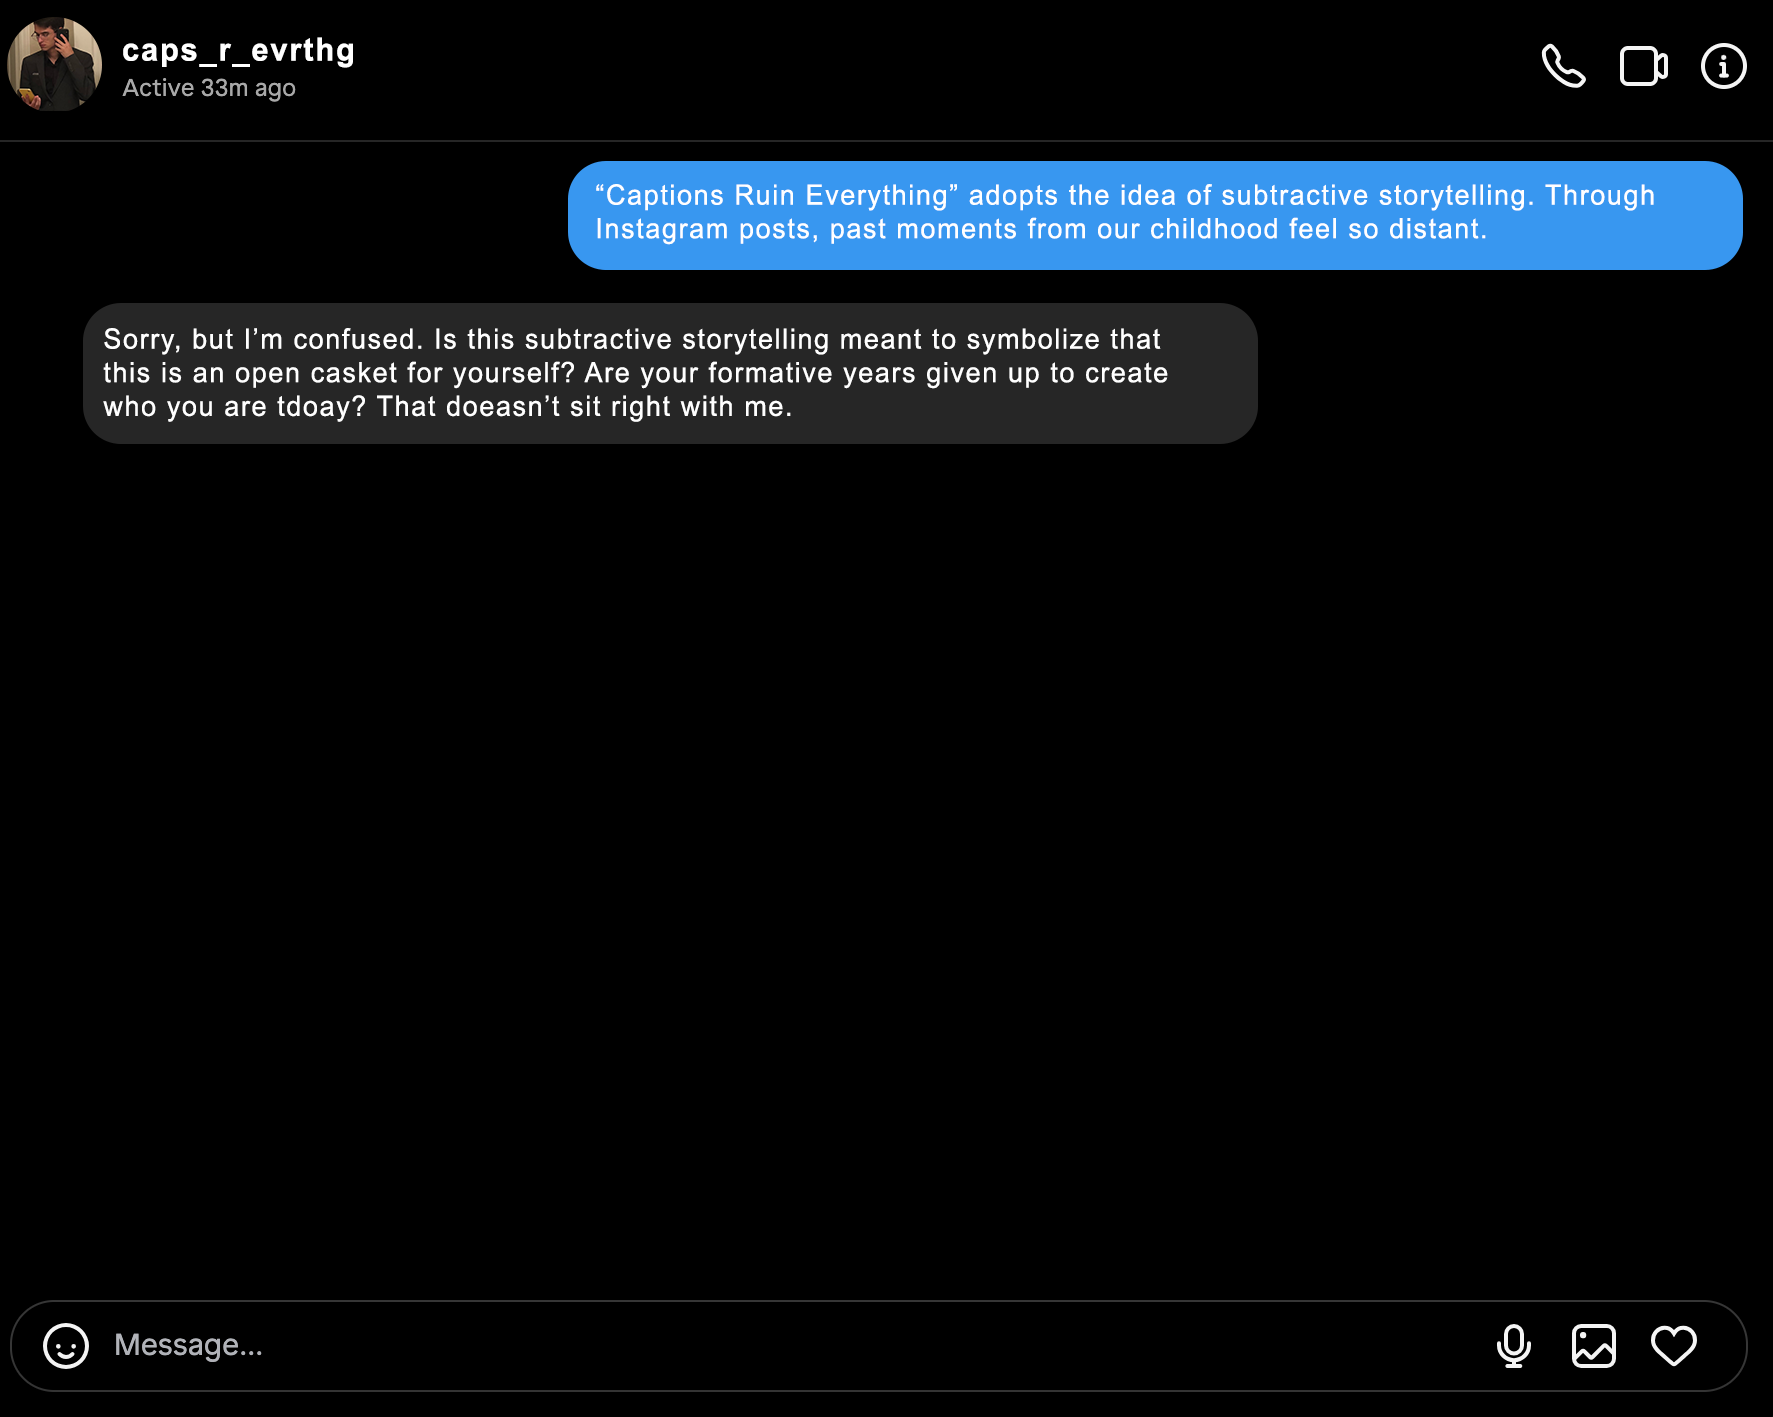 caps_r_evrthg
Active 33m ago
“Captions Ruin Everything” adopts the idea of subtractive storytelling. Through
Instagram posts, past moments from our childhood feel so distant.
Sorry, but I’m confused. Is this subtractive storytelling meant to symbolize that
this is an open casket for yourself? Are your formative years given up to create
who you are tdoay? That doeasn’t sit right with me.
Message...